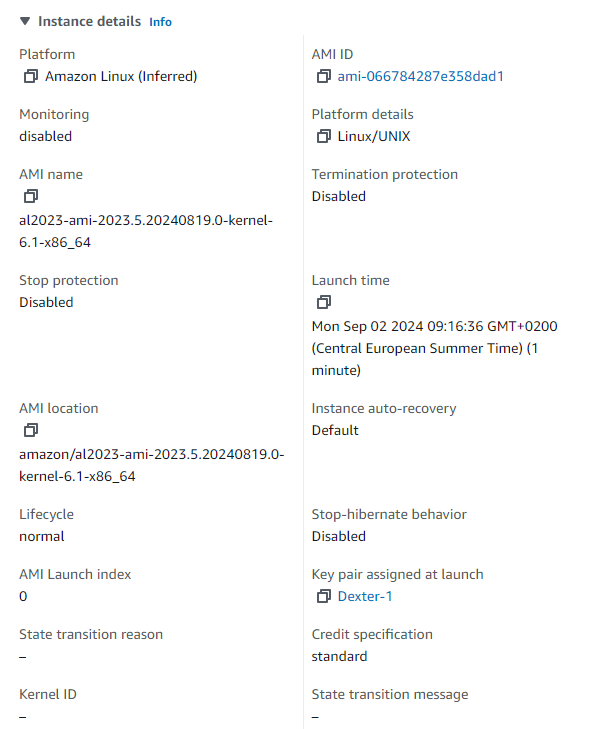 Instance details Info
Platform
Amazon Linux (Inferred)
AMI ID
ami-066784287e358dad1
Monitoring
disabled
Platform details
Linux/UNIX
AMI name
al2023-ami-2023.5.20240819.0-kernel-
6.1-x86_64
Termination protection
Disabled
Stop protection
Disabled
Launch time
Mon Sep 02 2024 09:16:36 GMT+0200
(Central European Summer Time) (1
minute)
AMI location
amazon/al2023-ami-2023.5.20240819.0-
kernel-6.1-x86_64
Instance auto-recovery
Default
Lifecycle
normal
Stop-hibernate behavior
Disabled
AMI Launch index
0
Key pair assigned at launch
Dexter-1
State transition reason
–
Credit specification
standard
Kernel ID
–
State transition message
–